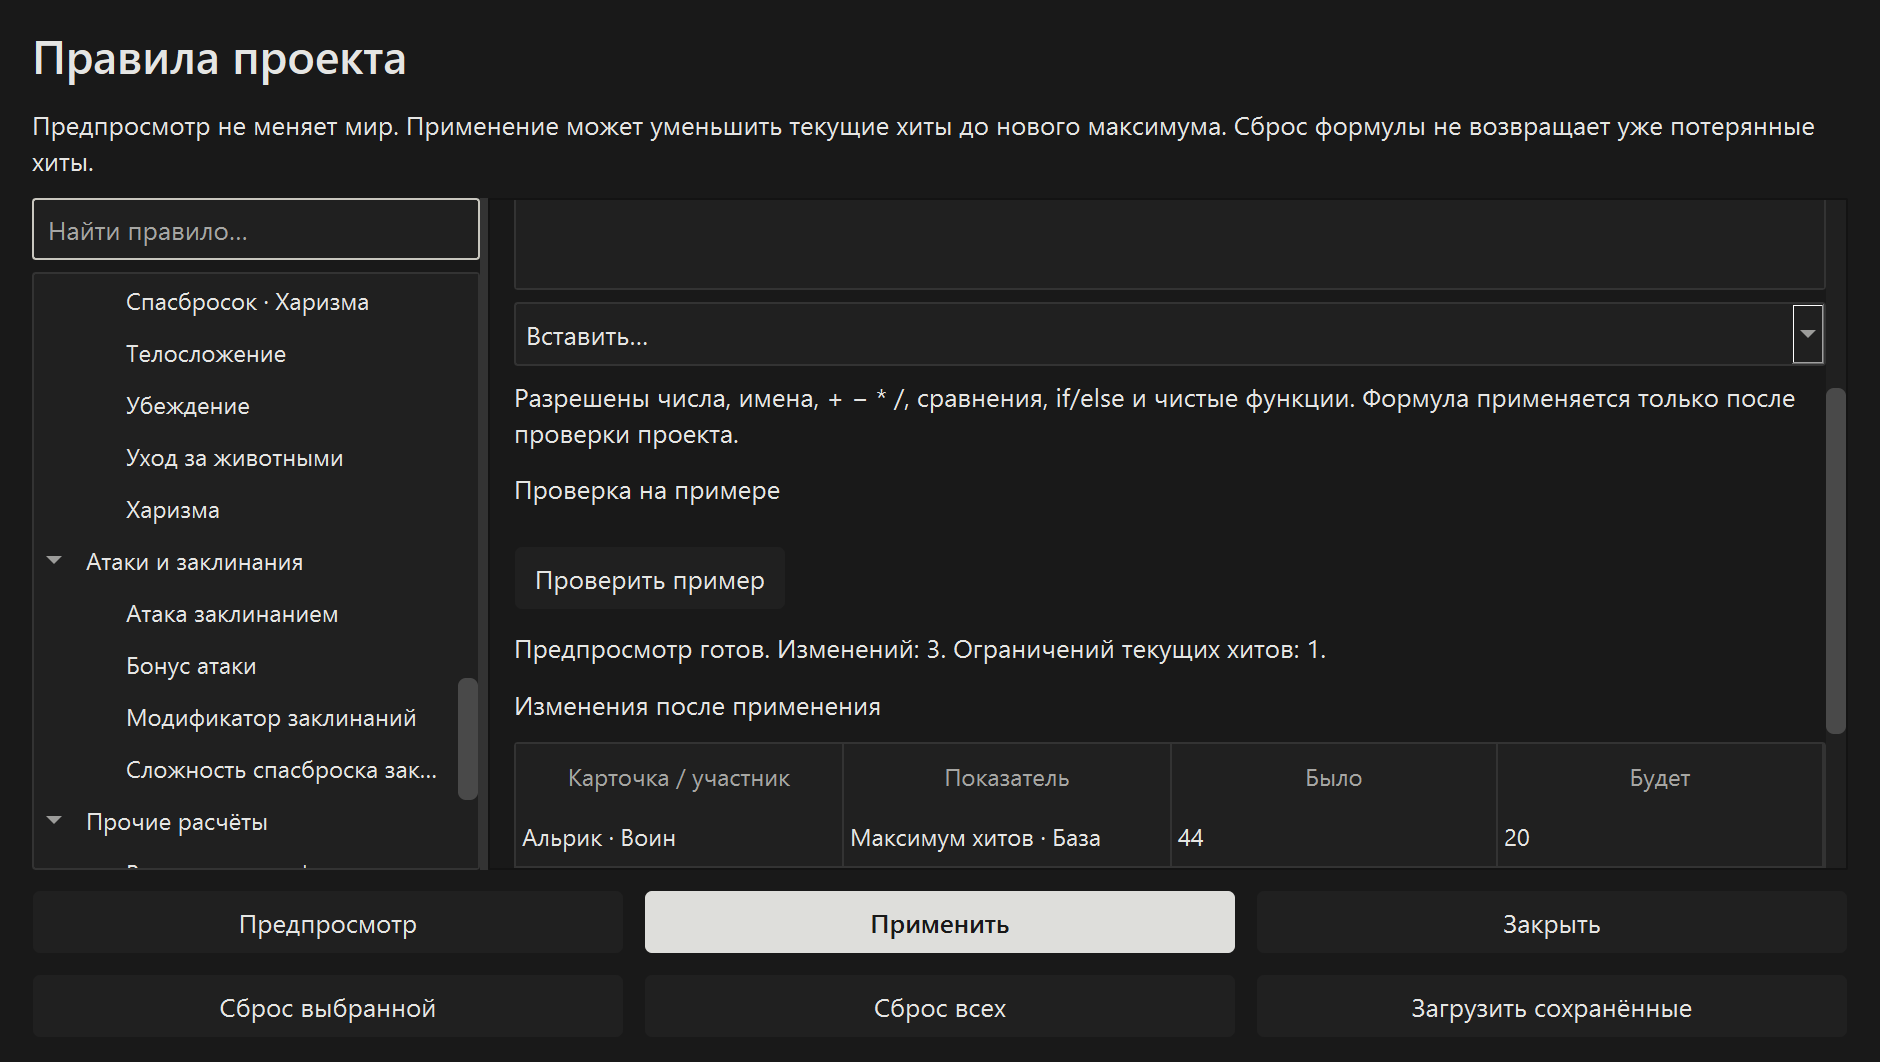 Правила проекта
Предпросмотр не меняет мир. Применение может уменьшить текущие хиты до нового максимума. Сброс формулы не возвращает уже потерянные
хиты.
Найти правило...
Спасбросок · Харизма
Телосложение
Убеждение
Уход за животными
Харизма
Атаки и заклинания
Атака заклинанием
Бонус атаки
Модификатор заклинаний
Сложность спасброска зак...
Прочие расчёты
Вставить...
Разрешены числа, имена, + − * /, сравнения, if/else и чистые функции. Формула применяется только после
проверки проекта.
Проверка на примере
Проверить пример
Предпросмотр готов. Изменений: 3. Ограничений текущих хитов: 1.
Изменения после применения
Карточка / участник Показатель Было Будет
Альрик · Воин Максимум хитов · База 44 20
Предпросмотр Применить Закрыть
Сброс выбранной Сброс всех Загрузить сохранённые